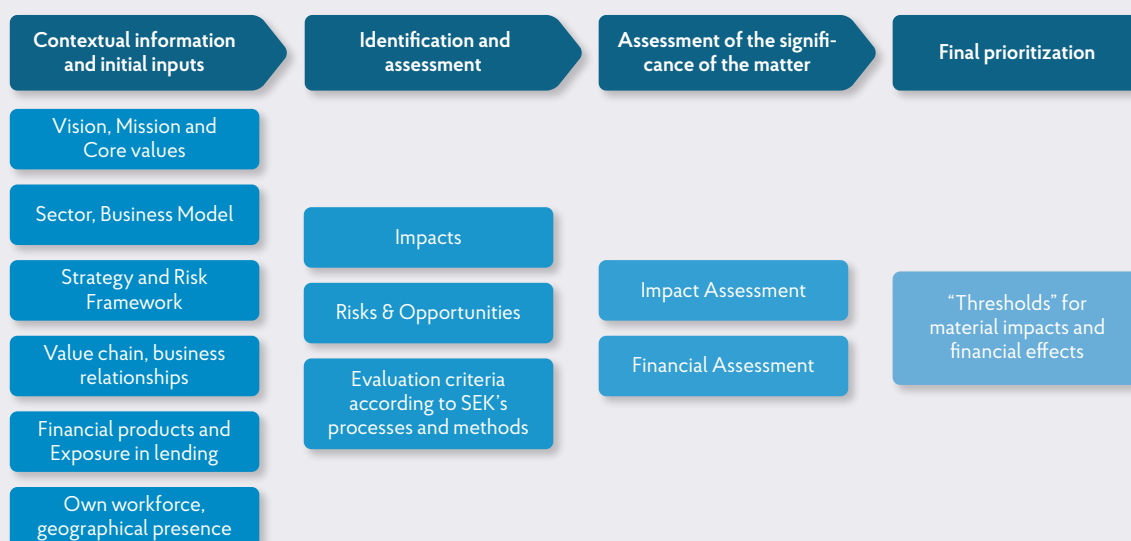 Contextual information
and initial inputs
Identification and
assessment
Assessment of the signifi-
cance of the matter
Final prioritization
Vision, Mission and
Core values
Sector, Business Model
Strategy and Risk
Framework
Value chain, business
relationships
Financial products and
Exposure in lending
Own workforce,
geographical presence
Impacts
Risks & Opportunities
Evaluation criteria
according to SEK’s
processes and methods
Impact Assessment
Financial Assessment
“Thresholds” for
material impacts and
financial effects